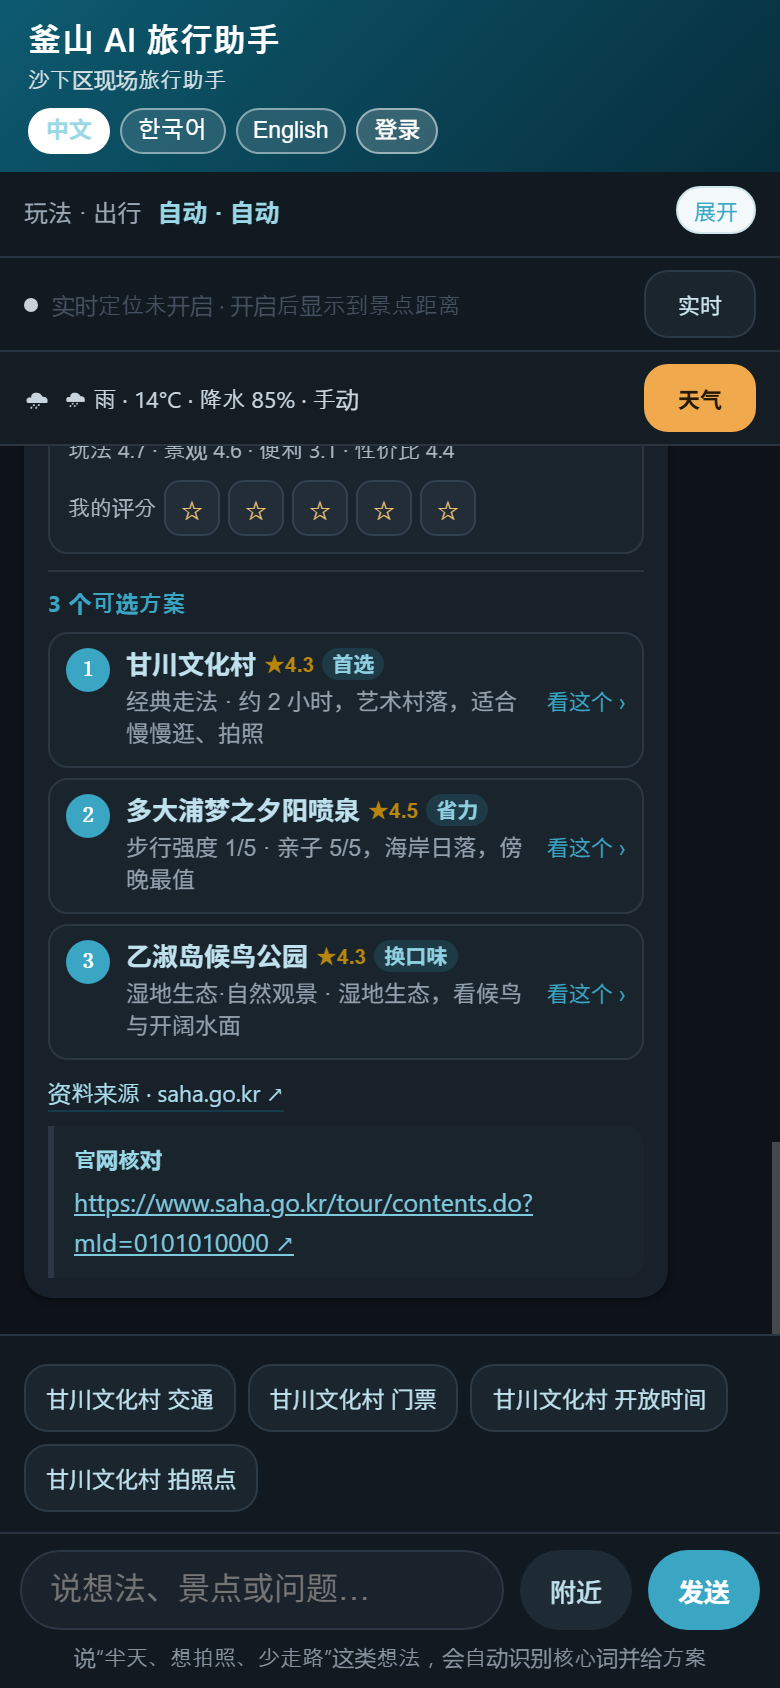 釜山 AI 旅行助手
沙下区现场旅行助手
中文 한국어 English 登录
玩法 · 出行 自动 · 自动 展开
实时定位未开启 · 开启后显示到景点距离 实时
雨 · 14°C · 降水 85% · 手动 天气
玩法 4.7 · 景观 4.6 · 便利 3.1 · 性价比 4.4
我的评分 ☆ ☆ ☆ ☆ ☆
3 个可选方案
1 甘川文化村 ★4.3 首选
经典走法 · 约 2 小时，艺术村落，适合 看这个 ›
慢慢逛、拍照
2 多大浦梦之夕阳喷泉 ★4.5 省力
步行强度 1/5 · 亲子 5/5，海岸日落，傍 看这个 ›
晚最值
3 乙淑岛候鸟公园 ★4.3 换口味
湿地生态·自然观景 · 湿地生态，看候鸟 看这个 ›
与开阔水面
资料来源 · saha.go.kr ↗
官网核对
https://www.saha.go.kr/tour/contents.do?
mId=0101010000 ↗
甘川文化村 交通 甘川文化村 门票 甘川文化村 开放时间
甘川文化村 拍照点
说想法、景点或问题… 附近 发送
说“半天、想拍照、少走路”这类想法，会自动识别核心词并给方案